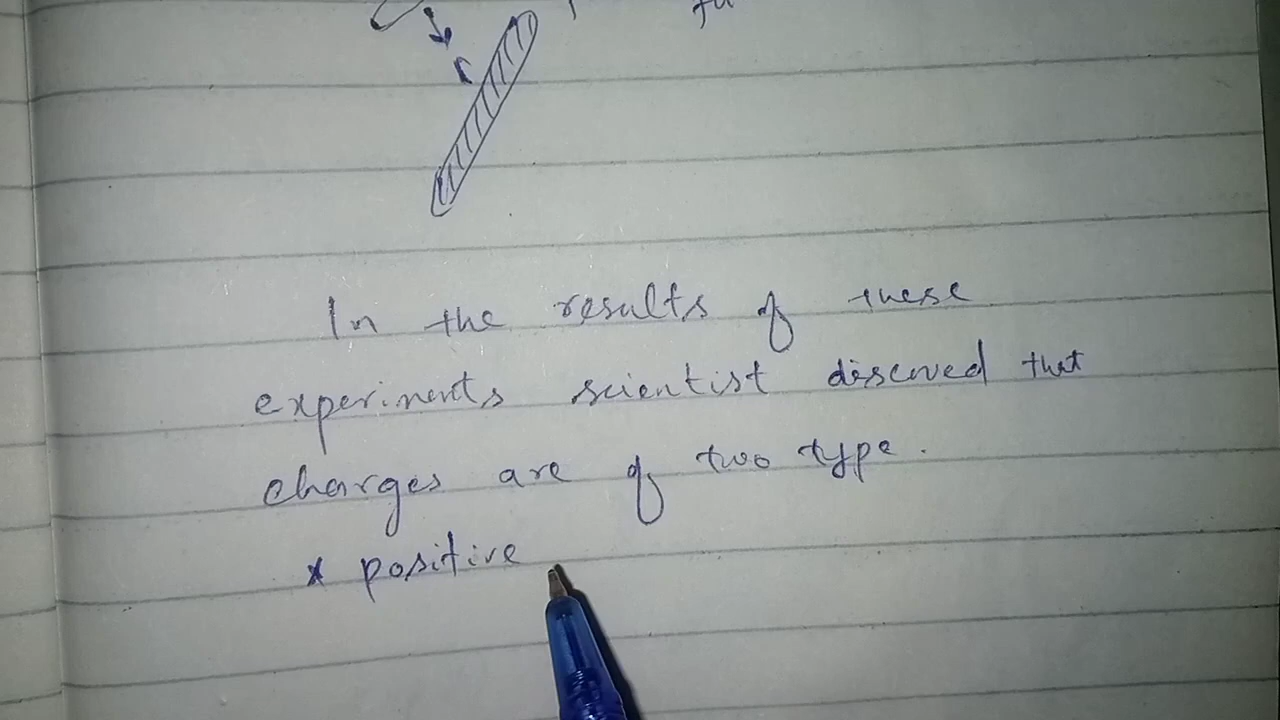 In the results of these
experiments scientist discoved that
charges are of two type.
* positive